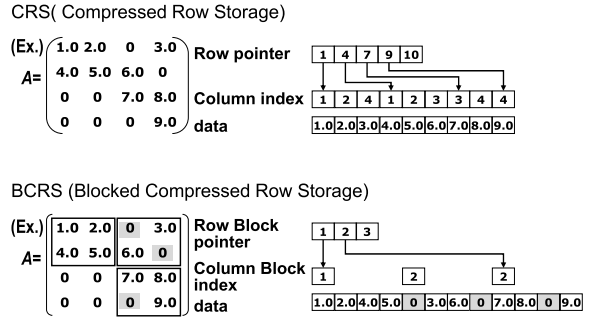 CRS( Compressed Row Storage)
(Ex.) 1.0 2.0 0 3.0
A= 4.0 5.0 6.0 0
0 0 7.0 8.0
0 0 0 9.0
Row pointer 1 4 7 9 10
Column index 1 2 4 1 2 3 3 4 4
data 1.0 2.0 3.0 4.0 5.0 6.0 7.0 8.0 9.0
BCRS (Blocked Compressed Row Storage)
(Ex.) 1.0 2.0 0 3.0
A= 4.0 5.0 6.0 0
0 0 7.0 8.0
0 0 0 9.0
Row Block
pointer 1 2 3
Column Block
index 1 2 2
data 1.0 2.0 4.0 5.0 0 3.0 6.0 0 7.0 8.0 0 9.0